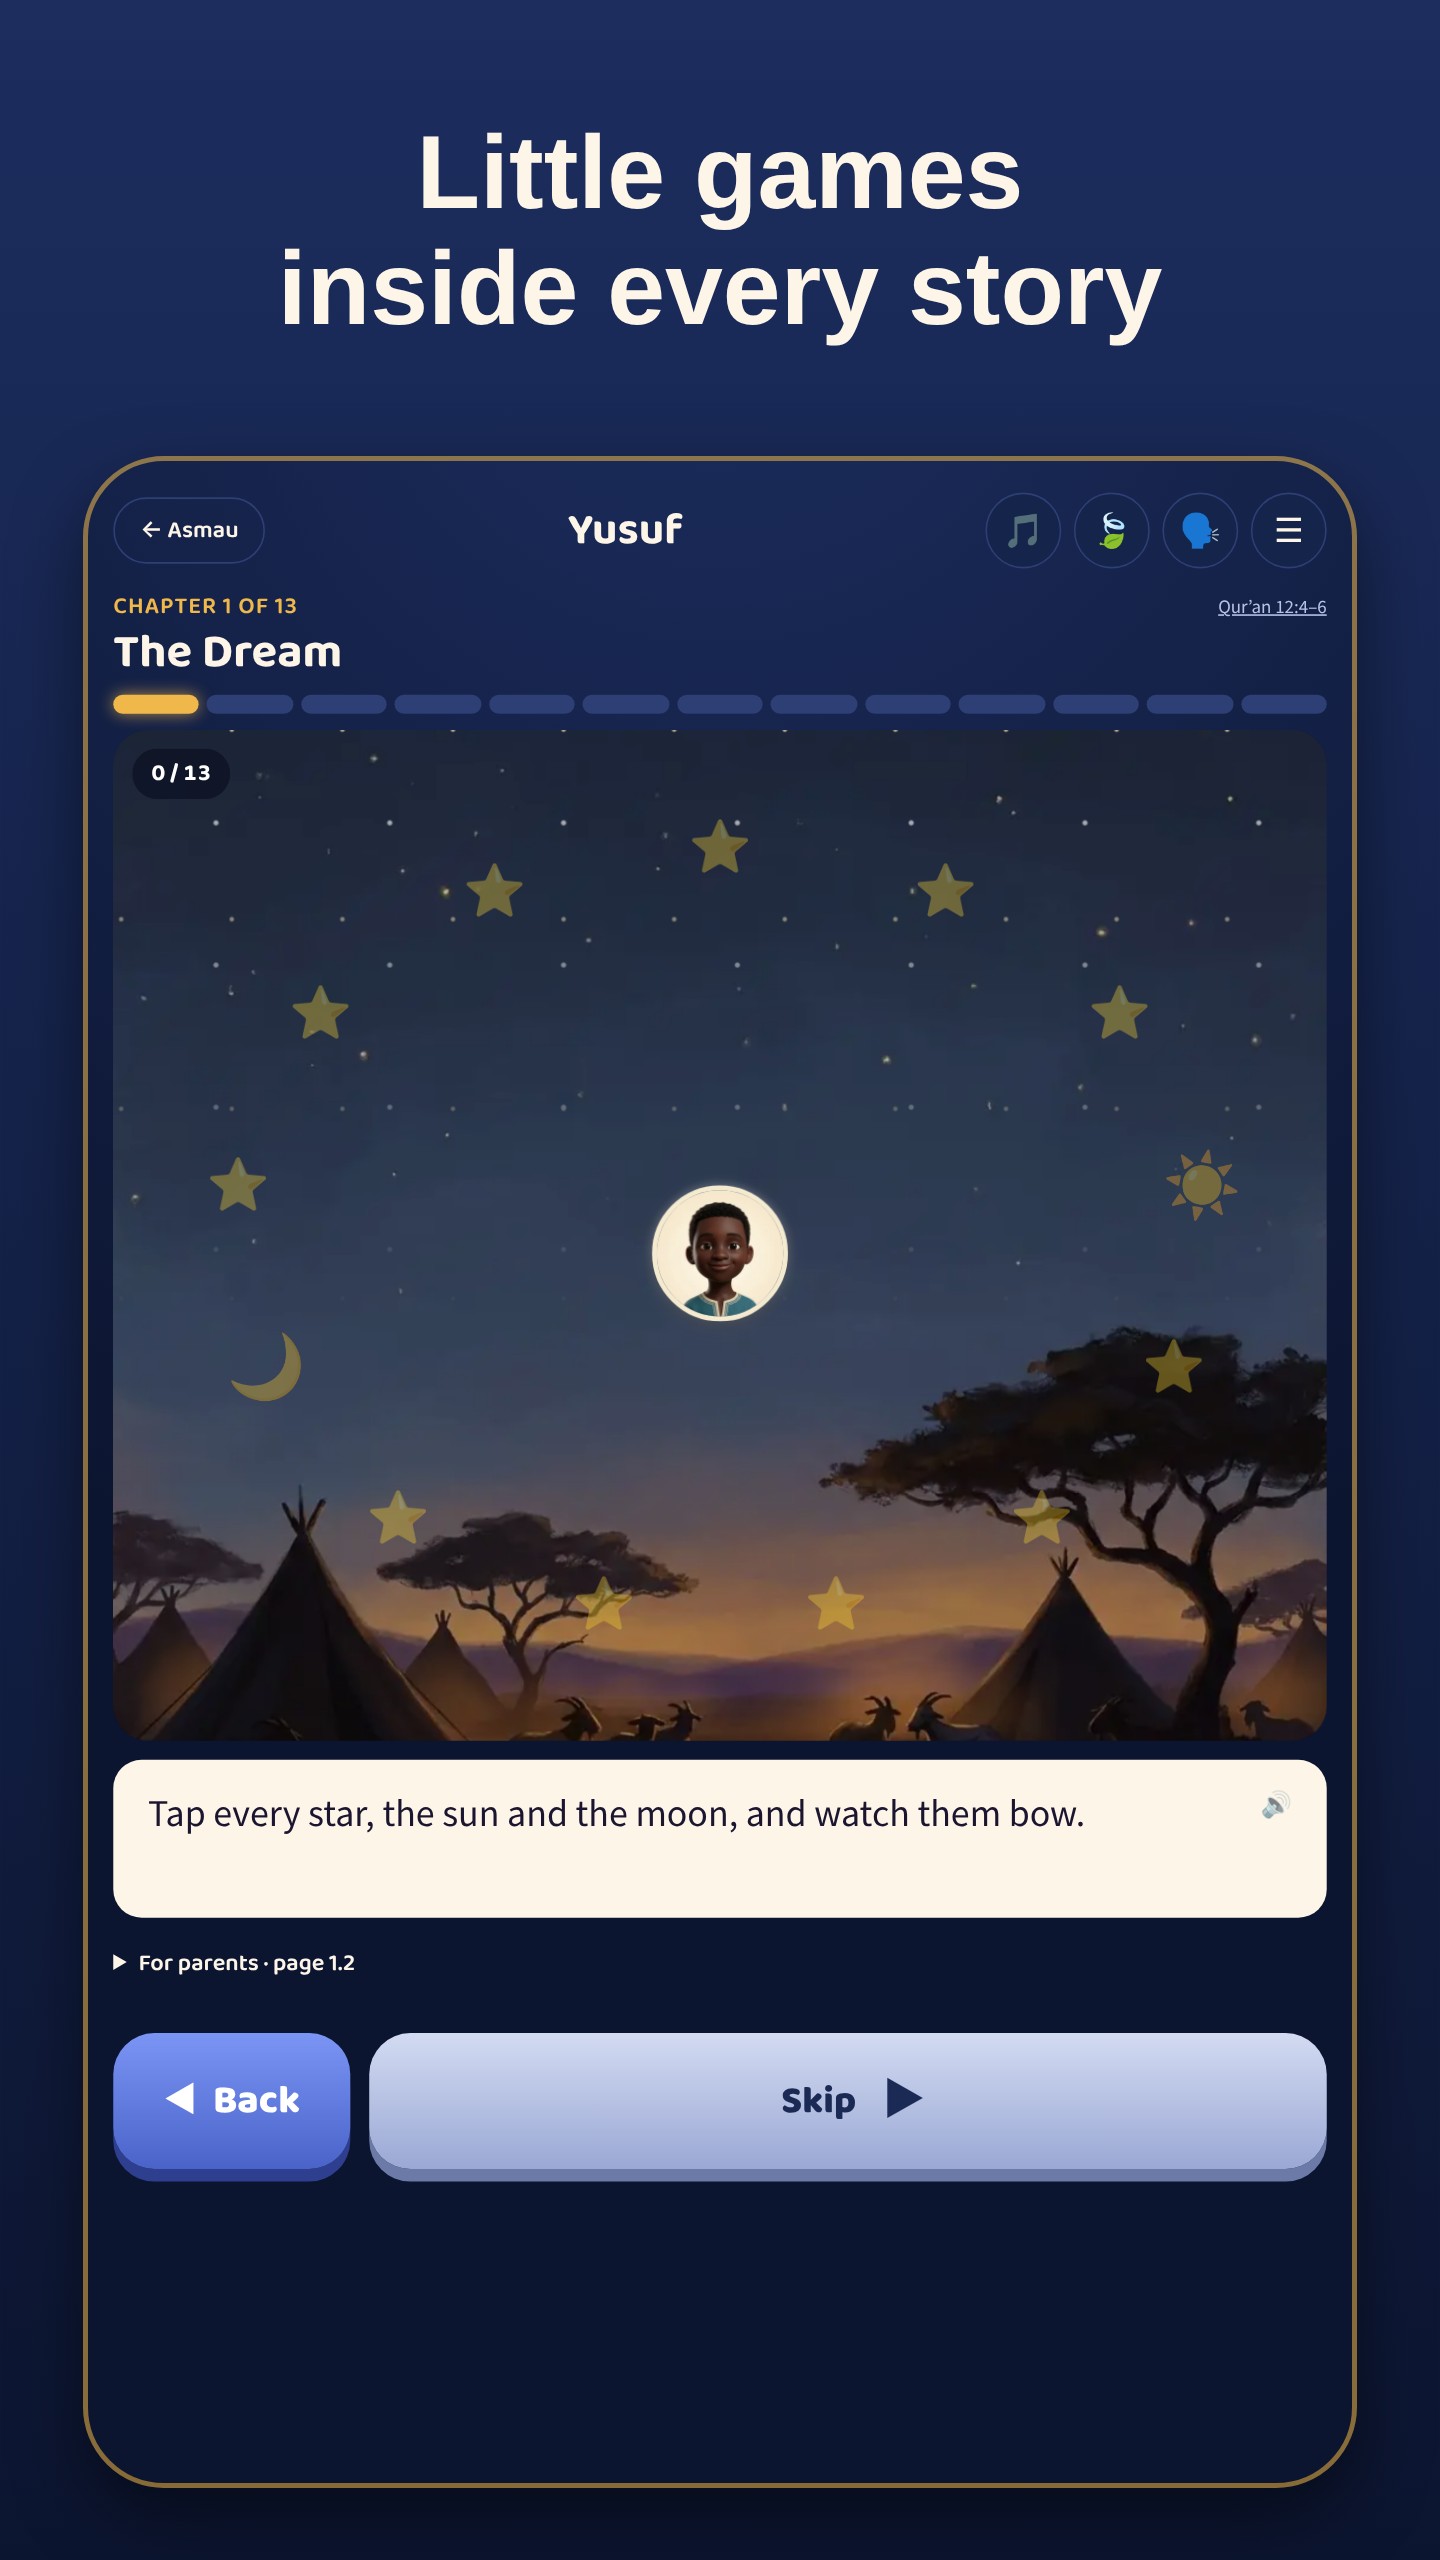 Little games
inside every story
← Asmau
Yusuf
CHAPTER 1 OF 13
Qur’an 12:4–6
The Dream
0 / 13
Tap every star, the sun and the moon, and watch them bow.
For parents · page 1.2
Back
Skip